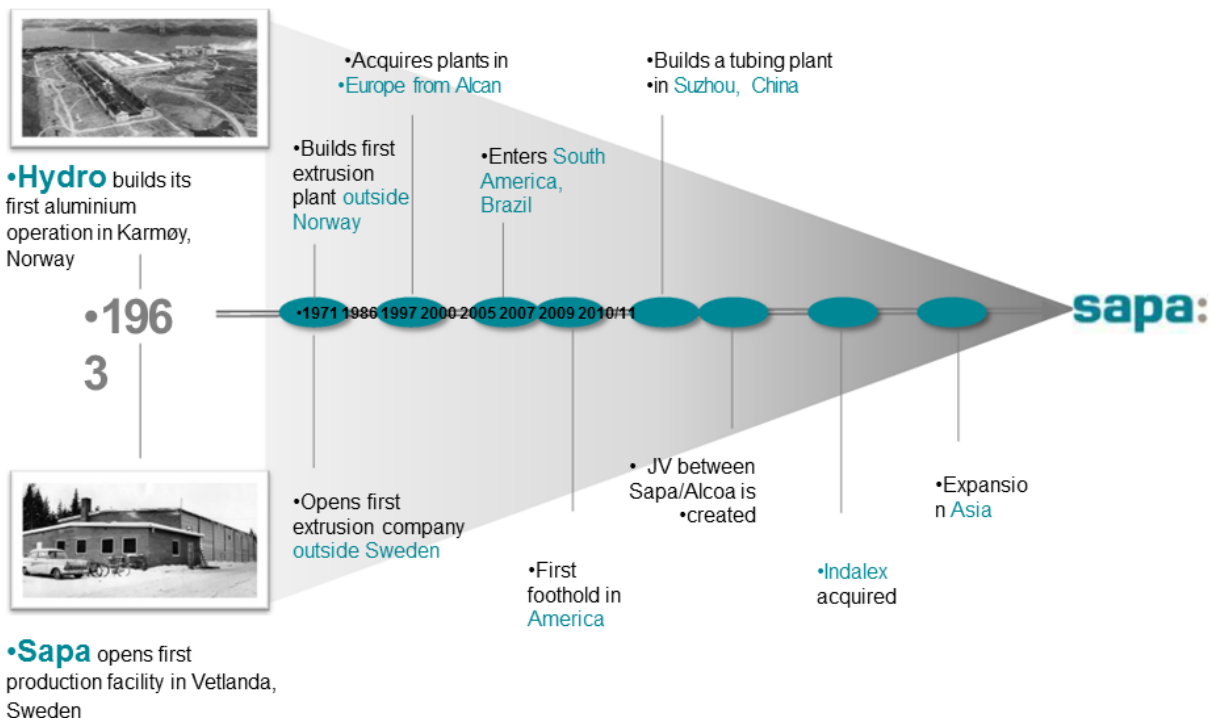 •Acquires plants in
•Europe from Alcan
•Builds a tubing plant
•in Suzhou, China
•Builds first
extrusion
plant outside
Norway
•Enters South
America,
Brazil
•Hydro builds its
first aluminium
operation in Karmøy,
Norway
•196
3
•1971 1986 1997 2000 2005 2007 2009 2010/11
sapa:
•Opens first
extrusion company
outside Sweden
•First
foothold in
America
• JV between
Sapa/Alcoa is
•created
•Indalex
acquired
•Expansio
n Asia
•Sapa opens first
production facility in Vetlanda,
Sweden